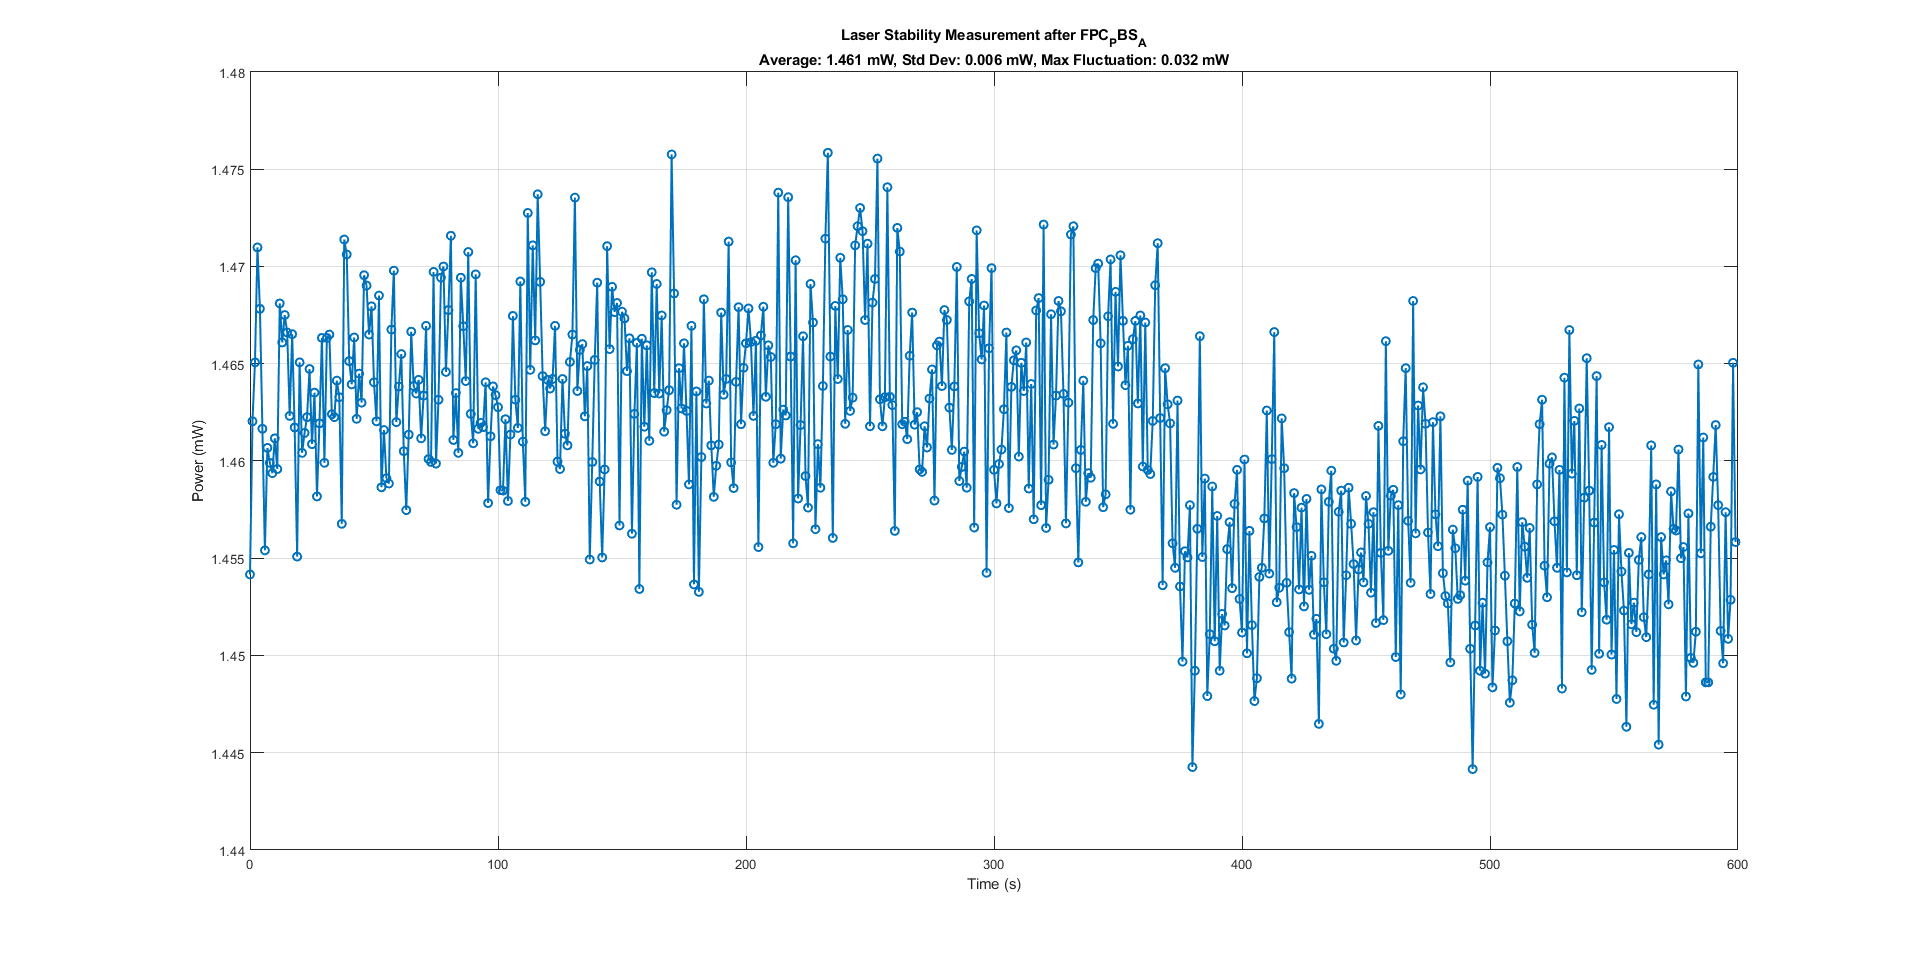 Laser Stability Measurement after FPC_PBS_A
Average: 1.461 mW, Std Dev: 0.006 mW, Max Fluctuation: 0.032 mW
1.48
1.475
1.47
1.465
1.46
1.455
1.45
1.445
1.44
Power (mW)
0 100 200 300 400 500 600
Time (s)